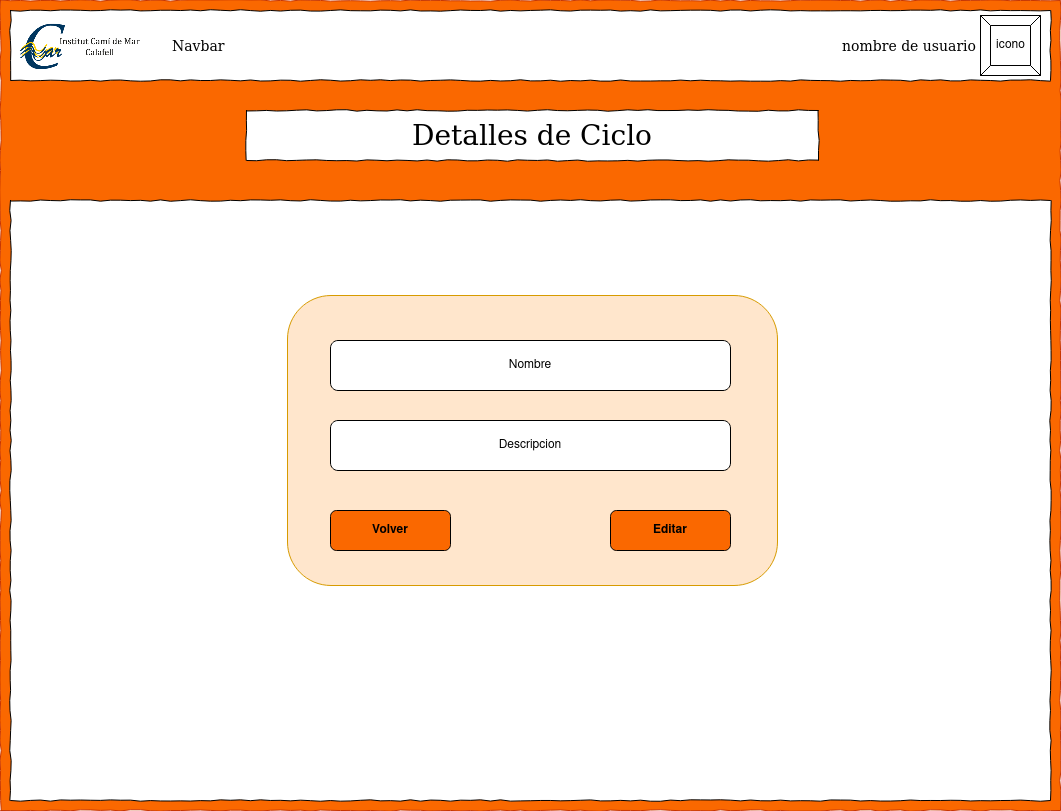 Institut Camí de Mar
Calafell
Navbar
nombre de usuario
icono
Detalles de Ciclo
Nombre
Descripcion
Volver
Editar